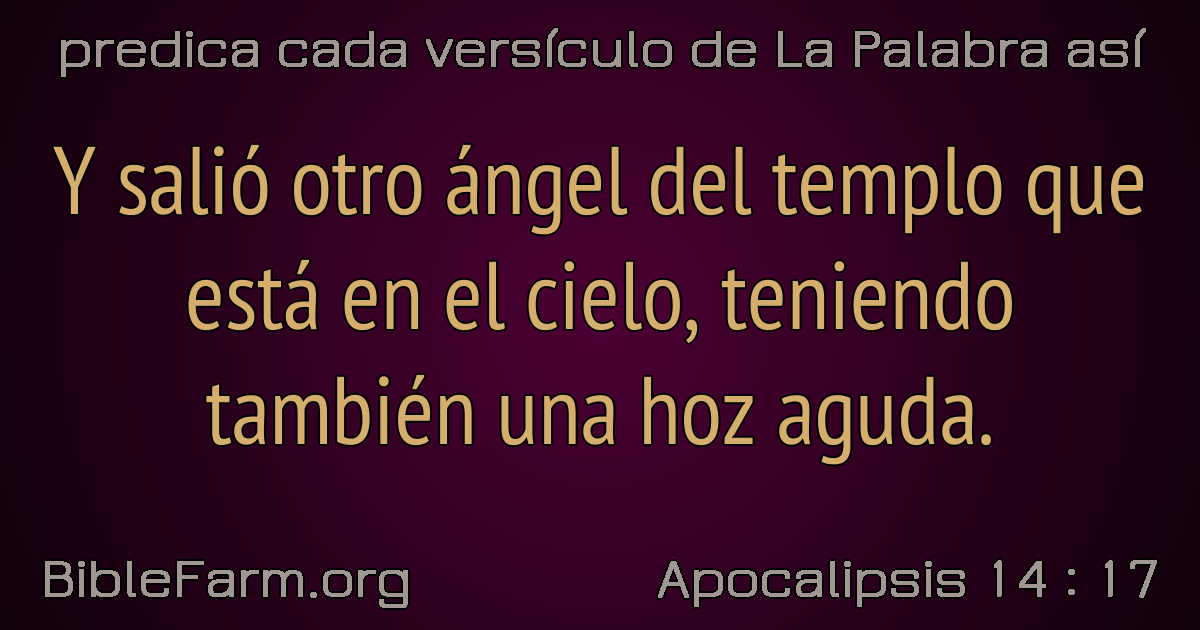 predica cada versículo de La Palabra así
Y salió otro ángel del templo que
está en el cielo, teniendo
también una hoz aguda.
BibleFarm.org
Apocalipsis 14 : 17